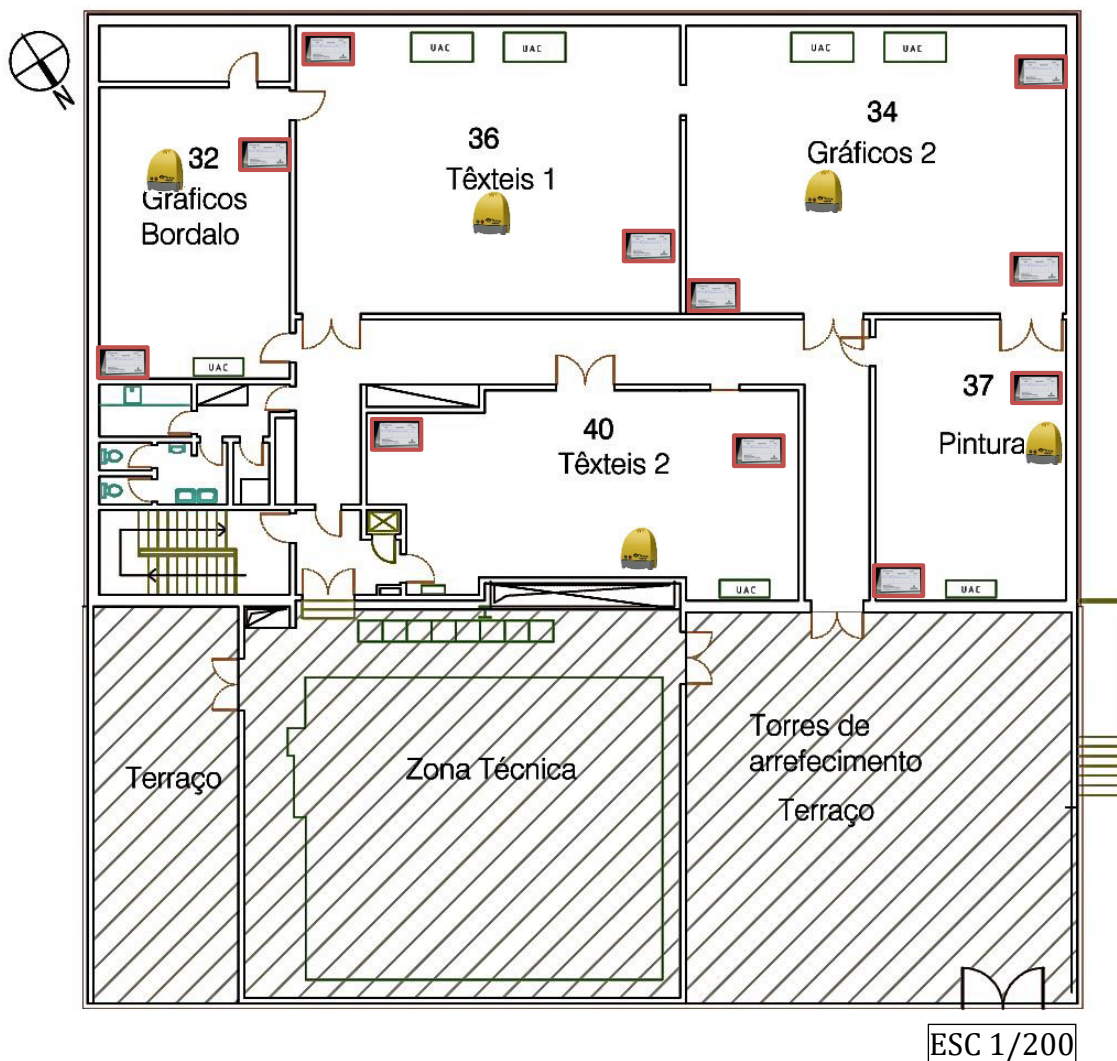 N
UAC
UAC
UAC
UAC
32
Gráficos
Bordalo
36
Têxteis 1
34
Gráficos 2
UAC
37
Pintura
40
Têxteis 2
UAC
UAC
Terraço
Zona Técnica
Torres de
arrefecimento
Terraço
ESC 1/200